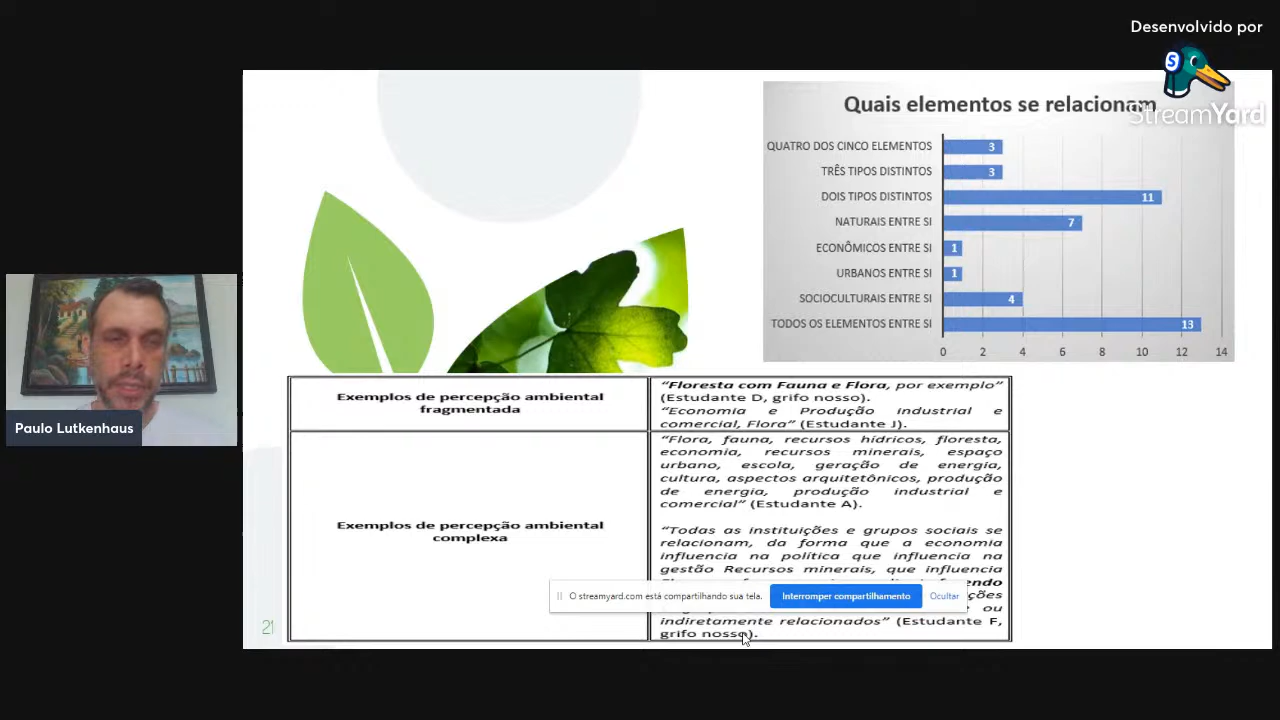 Desenvolvido por
StreamYard
Quais elementos se relacionam
QUATRO DOS CINCO ELEMENTOS 3
TRÊS TIPOS DISTINTOS 3
DOIS TIPOS DISTINTOS 11
NATURAIS ENTRE SI 7
ECONÔMICOS ENTRE SI 1
URBANOS ENTRE SI 1
SOCIOCULTURAIS ENTRE SI 4
TODOS OS ELEMENTOS ENTRE SI 13
0 2 4 6 8 10 12 14
Paulo Lutkenhaus
Exemplos de percepção ambiental
fragmentada
“Floresta com Fauna e Flora, por exemplo”
(Estudante D, grifo nosso).
“Economia e Produção industrial e
comercial, Flora” (Estudante J).
Exemplos de percepção ambiental
complexa
“Flora, fauna, recursos hídricos, floresta,
economia, recursos minerais, espaço
urbano, escola, geração de energia,
cultura, aspectos arquitetônicos, produção
de energia, produção industrial e
comercial” (Estudante A).
“Todas as instituições e grupos sociais se
relacionam, da forma que a economia
influencia na política que influencia na
gestão Recursos minerais, que influencia
ou
indiretamente relacionados” (Estudante F,
grifo nosso).
O streamyard.com está compartilhando sua tela.
Interromper compartilhamento
Ocultar
21